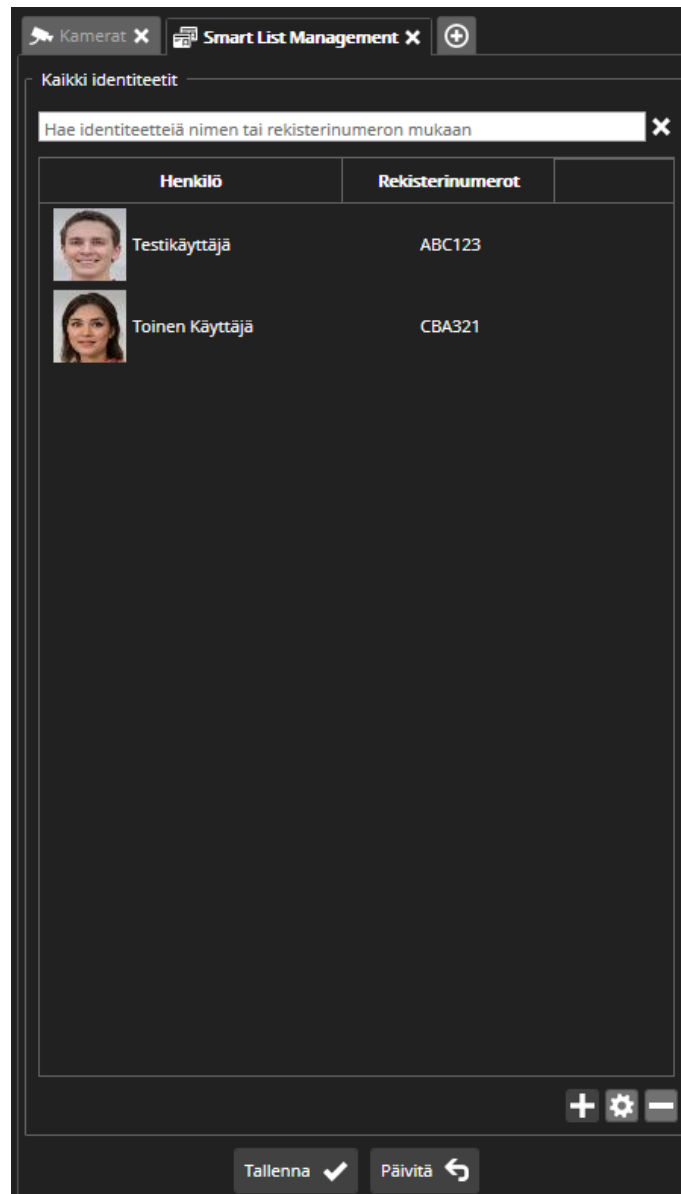 Kamerat
Smart List Management
Kaikki identiteetit
Hae identiteetteiä nimen tai rekisterinumeron mukaan
Henkilö Rekisterinumerot
Testikäyttäjä ABC123
Toinen Käyttäjä CBA321
Tallenna Päivitä